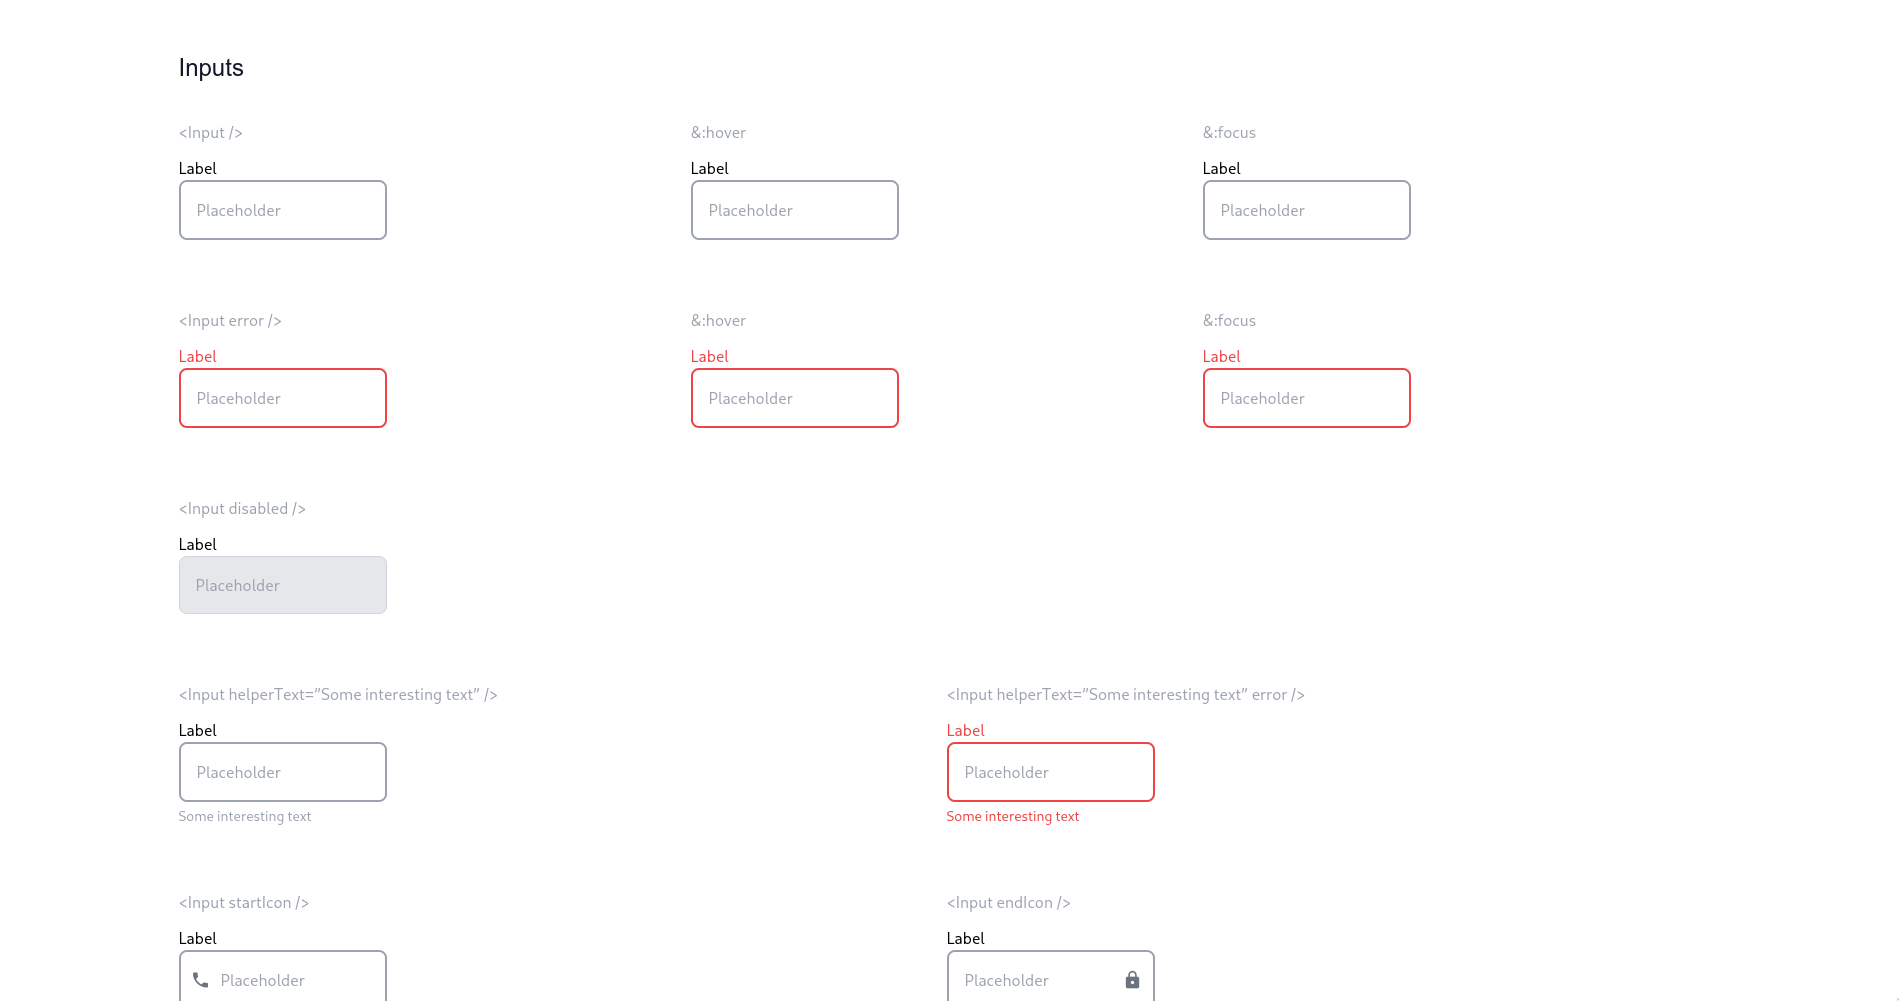 Inputs
<Input />
&:hover
&:focus
Label
Label
Label
Placeholder
Placeholder
Placeholder
<Input error />
&:hover
&:focus
Label
Label
Label
Placeholder
Placeholder
Placeholder
<Input disabled />
Label
Placeholder
<Input helperText=”Some interesting text” />
<Input helperText=”Some interesting text” error />
Label
Label
Placeholder
Placeholder
Some interesting text
Some interesting text
<Input startIcon />
<Input endIcon />
Label
Label
Placeholder
Placeholder